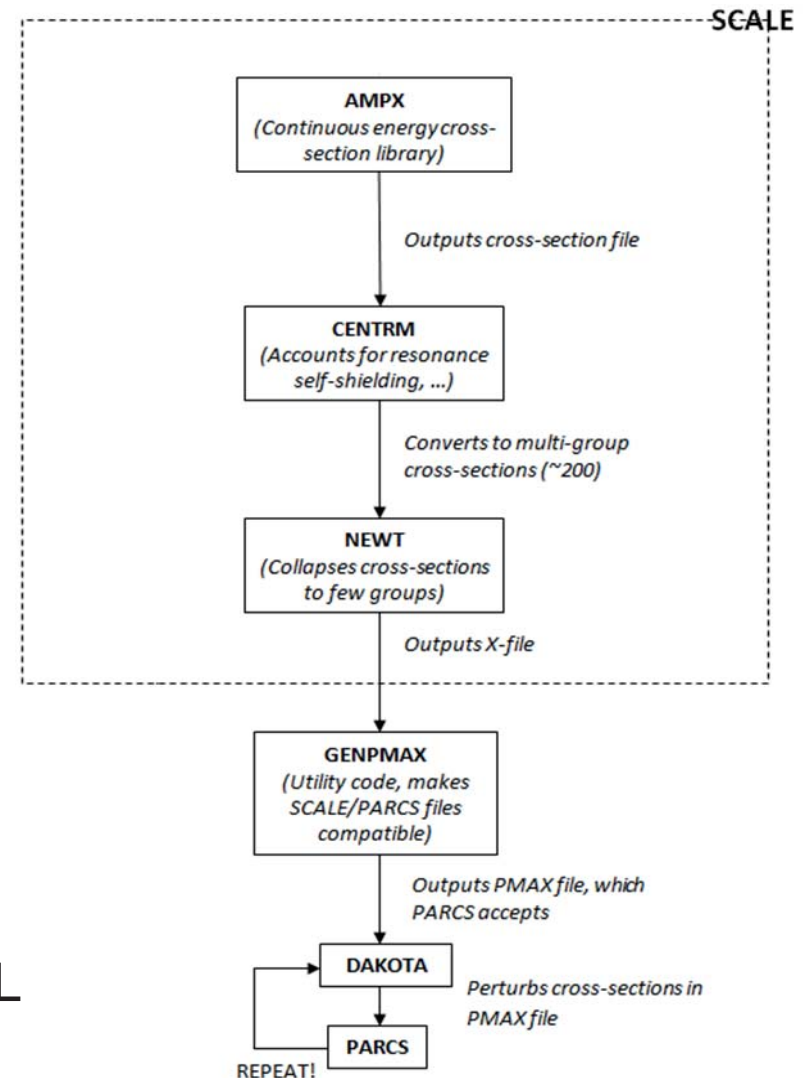 SCALE
AMPX
(Continuous energy cross-
section library)
Outputs cross-section file
CENTRM
(Accounts for resonance
self-shielding, …)
Converts to multi-group
cross-sections (~200)
NEWT
(Collapses cross-sections
to few groups)
Outputs X-file
GENPMAX
(Utility code, makes
SCALE/PARCS files
compatible)
Outputs PMAX file, which
PARCS accepts
L
DAKOTA
Perturbs cross-sections in
PMAX file
PARCS
REPEAT!